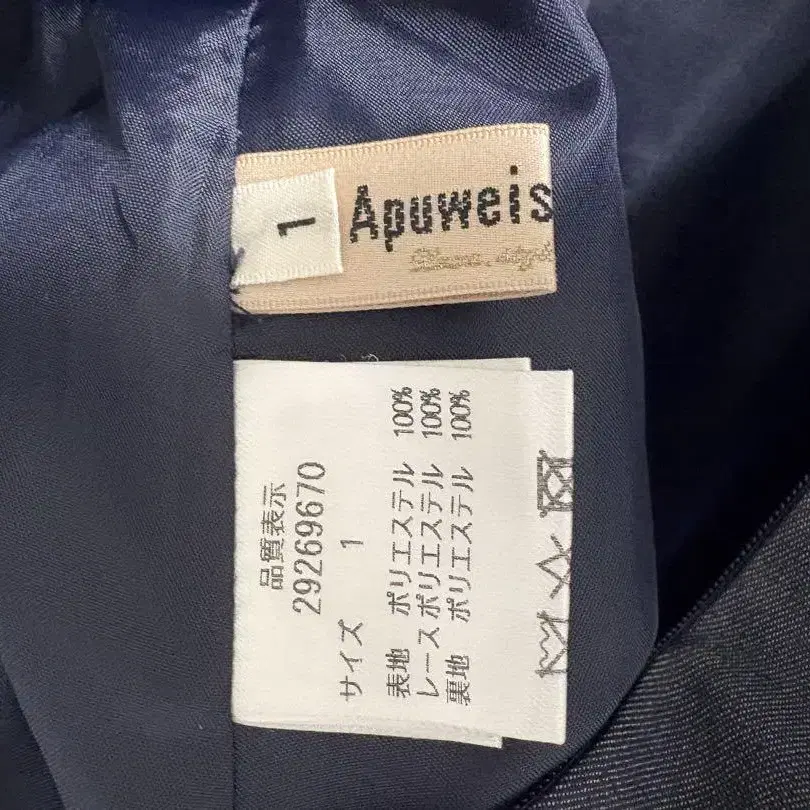 1
Apuweis
品質表示
29269670
サイズ 1
表地 ポリエステル 100%
レースポリエステル 100%
裏地 ポリエステル 100%